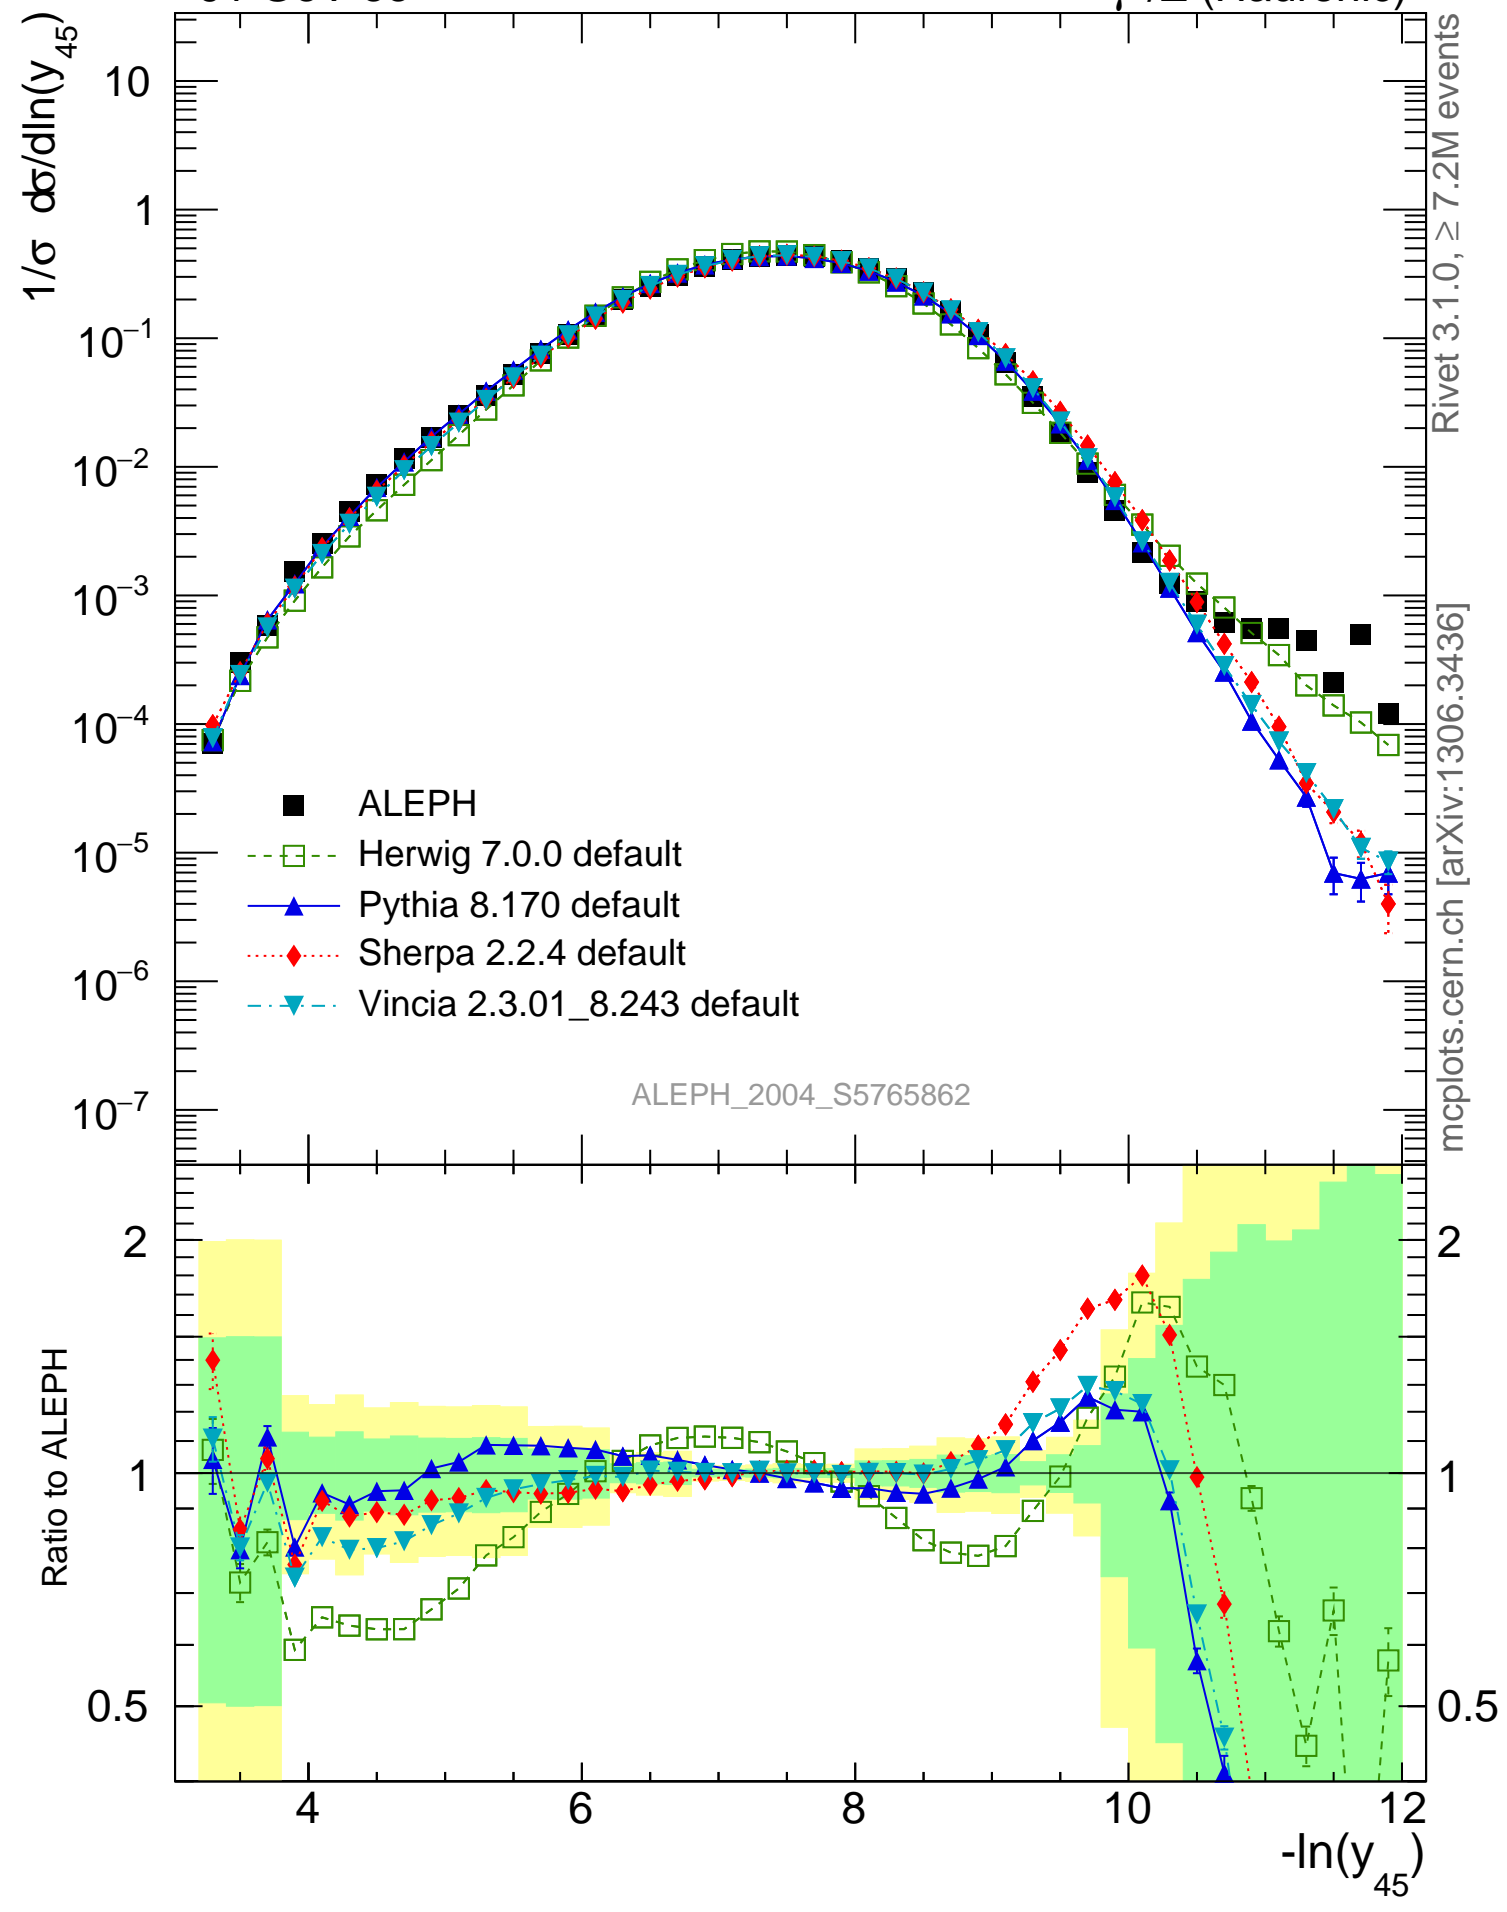 1/σ dσ/dln(y45)
10
1
10−1
10−2
10−3
10−4
10−5
10−6
10−7
ALEPH
Herwig 7.0.0 default
Pythia 8.170 default
Sherpa 2.2.4 default
Vincia 2.3.01_8.243 default
ALEPH_2004_S5765862
Rivet 3.1.0, ≥ 7.2M events
mcplots.cern.ch [arXiv:1306.3436]
Ratio to ALEPH
2
1
0.5
2
1
0.5
4 6 8 10 12
-ln(y45)